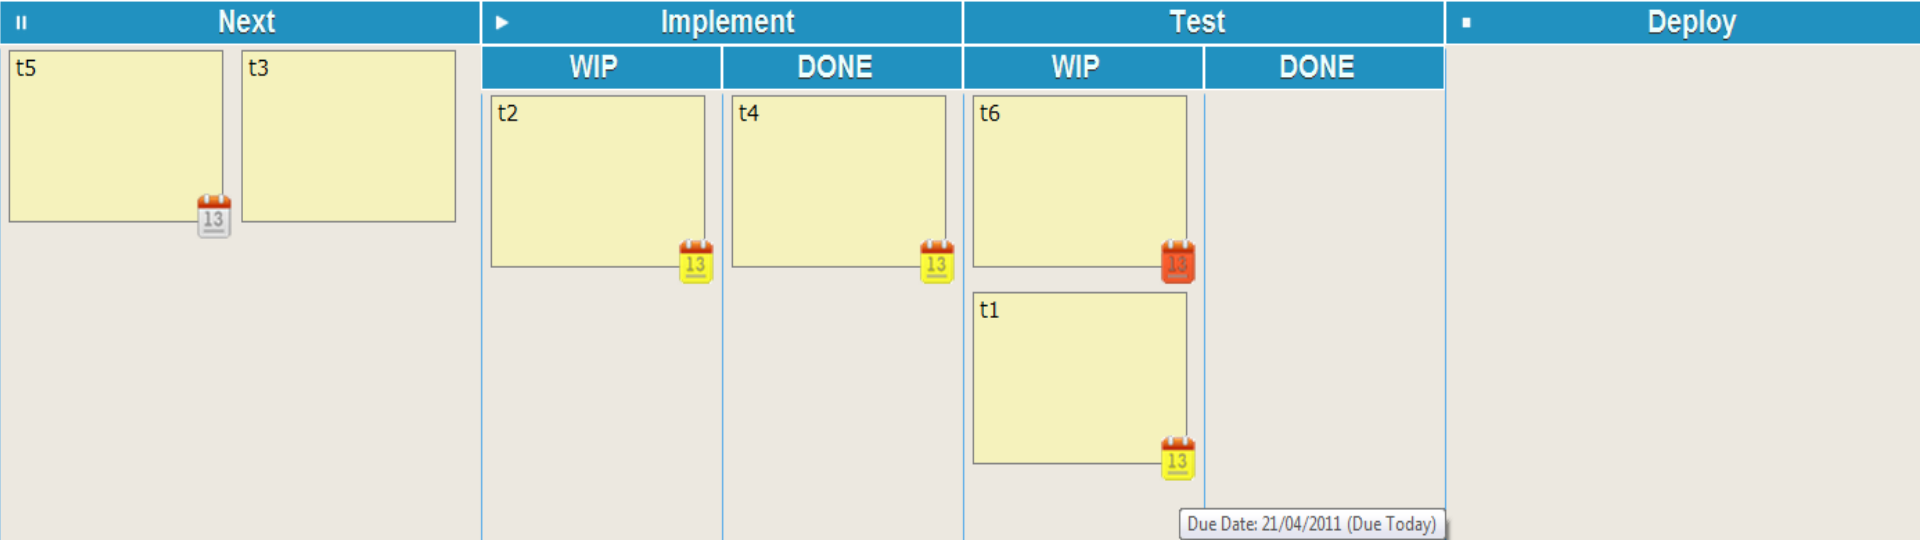 Next
Implement
Test
Deploy
WIP
DONE
WIP
DONE
t5
t3
13
t2
13
t4
13
t6
13
t1
13
Due Date: 21/04/2011 (Due Today)